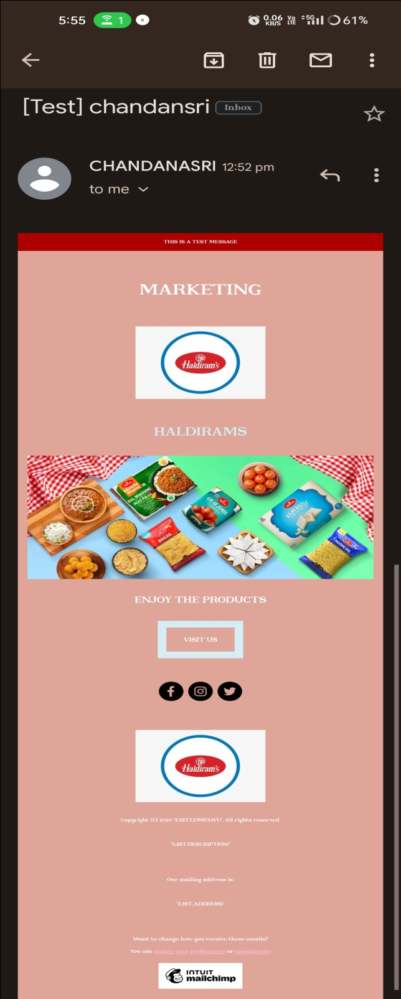 5:55 1 6 0.06 KB/S Vo LTE 5G 61%
[Test] chandansri Inbox
CHANDANASRI 12:52 pm
to me
THIS IS A TEST MESSAGE
MARKETING
Haldiram's
HALDIRAMS
Haldiram's
Minute Khana
DAL MAKHANI
PEAS PULAO
GULAB JAMUN
KAJU KATLI
BHUJIA
MOONG DAL
ENJOY THE PRODUCTS
VISIT US
Haldiram's
Copyright (C) 2023 *|LIST:COMPANY|*. All rights reserved.
*|LIST:DESCRIPTION|*
Our mailing address is:
*|LIST_ADDRESS|*
Want to change how you receive these emails?
You can update your preferences or unsubscribe
INTUIT
mailchimp